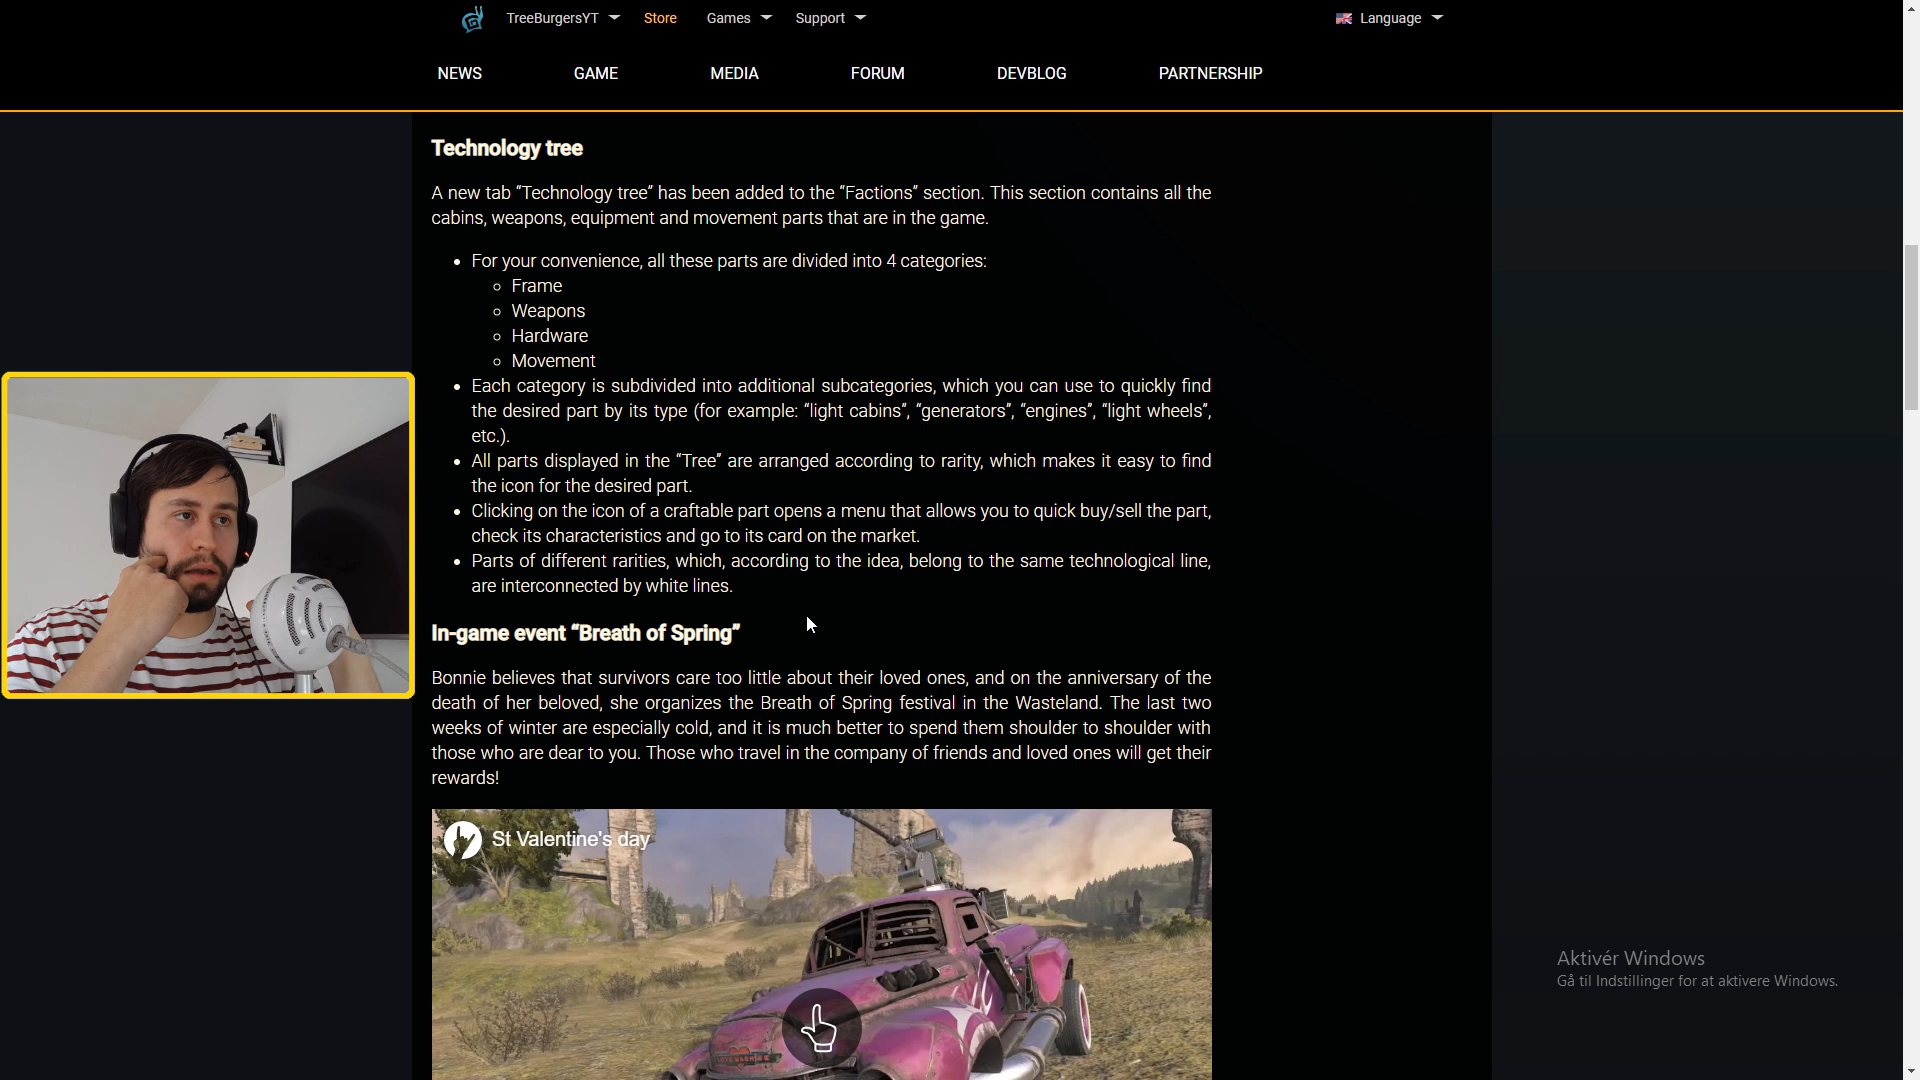 TreeBurgersYT Store Games Support Language
NEWS GAME MEDIA FORUM DEVBLOG PARTNERSHIP
Technology tree
A new tab “Technology tree” has been added to the “Factions” section. This section contains all the
cabins, weapons, equipment and movement parts that are in the game.
• For your convenience, all these parts are divided into 4 categories:
◦ Frame
◦ Weapons
◦ Hardware
◦ Movement
• Each category is subdivided into additional subcategories, which you can use to quickly find
the desired part by its type (for example: “light cabins”, “generators”, “engines”, “light wheels”,
etc.).
• All parts displayed in the “Tree” are arranged according to rarity, which makes it easy to find
the icon for the desired part.
• Clicking on the icon of a craftable part opens a menu that allows you to quick buy/sell the part,
check its characteristics and go to its card on the market.
• Parts of different rarities, which, according to the idea, belong to the same technological line,
are interconnected by white lines.
In-game event “Breath of Spring”
Bonnie believes that survivors care too little about their loved ones, and on the anniversary of the
death of her beloved, she organizes the Breath of Spring festival in the Wasteland. The last two
weeks of winter are especially cold, and it is much better to spend them shoulder to shoulder with
those who are dear to you. Those who travel in the company of friends and loved ones will get their
rewards!
St Valentine's day
Aktivér Windows
Gå til Indstillinger for at aktivere Windows.